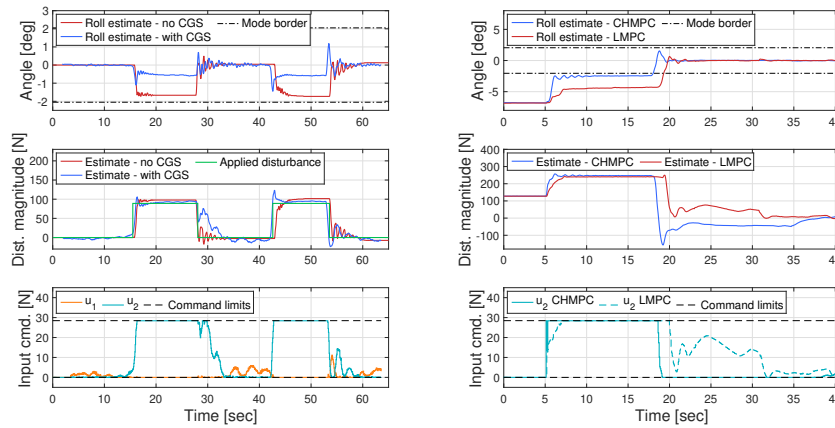 Angle [deg]
3
2
1
0
-1
-2
Roll estimate - no CGS
Mode border
Roll estimate - with CGS
0 10 20 30 40 50 60
Dist. magnitude [N]
200
150
100
50
0
Estimate - no CGS
Applied disturbance
Estimate - with CGS
0 10 20 30 40 50 60
Input cmd. [N]
40
30
20
10
0
u1 u2 Command limits
0 10 20 30 40 50 60
Time [sec]
Angle [deg]
5
0
-5
Roll estimate - CHMPC
Mode border
Roll estimate - LMPC
0 5 10 15 20 25 30 35 40
Dist. magnitude [N]
400
300
200
100
0
-100
Estimate - CHMPC
Estimate - LMPC
0 5 10 15 20 25 30 35 40
Input cmd. [N]
40
30
20
10
0
u2 CHMPC u2 LMPC Command limits
0 5 10 15 20 25 30 35 40
Time [sec]